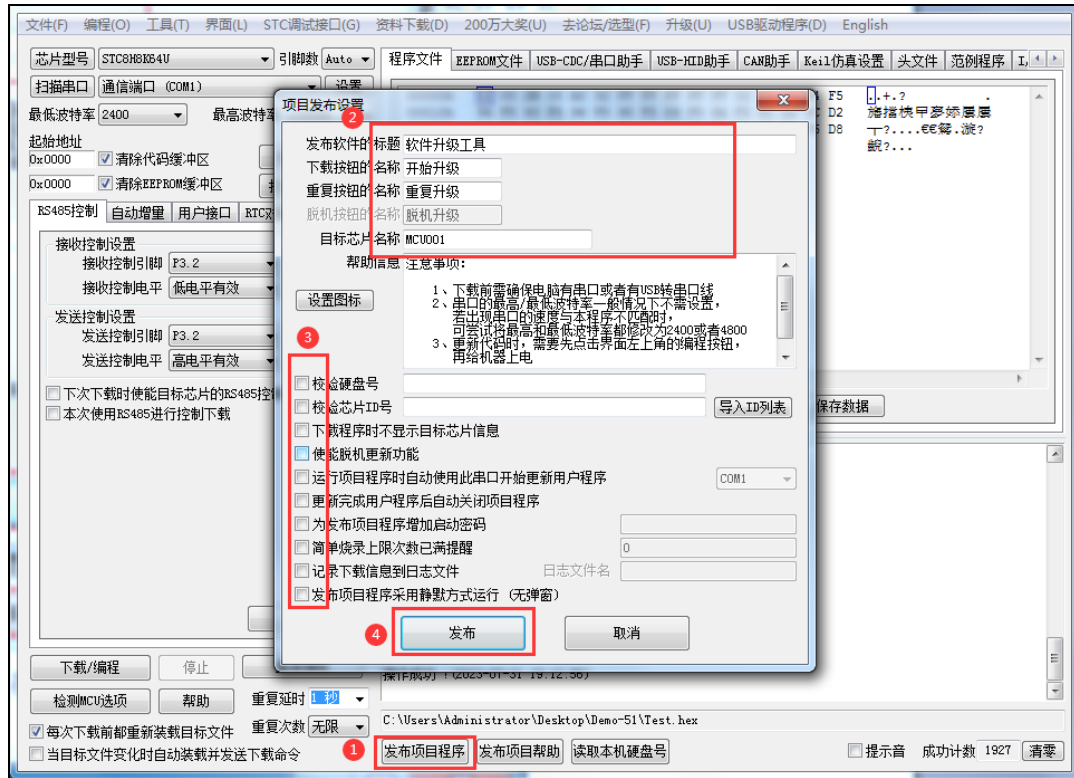 文件(F) 编程(O) 工具(T) 界面(L) STC调试接口(G) 资料下载(D) 200万大奖(U) 去论坛/选型(F) 升级(U) USB驱动程序(D) English
芯片型号 STC8H8K64U 引脚数 Auto
程序文件 EEPROM文件 USB-CDC/串口助手 USB-HID助手 CAN助手 Keil仿真设置 头文件 范例程序 I,
扫描串口 通信端口 (COM1) 设置
最低波特率 2400 最高波特率
起始地址
0x0000 清除代码缓冲区
0x0000 清除EEPROM缓冲区
RS485控制 自动增量 用户接口
接收控制设置
接收控制引脚 P3.2
接收控制电平 低电平有效
发送控制设置
发送控制引脚 P3.2
发送控制电平 高电平有效
下次下载时使能目标芯片的RS485控
本次使用RS485进行控制下载
F5
D2
D8
项目发布设置
2
发布软件的标题 软件升级工具
下载按钮的名称 开始升级
重复按钮的名称 重复升级
脱机按钮的名称 脱机升级
目标芯片名称 MCU001
帮助信息 注意事项:
1、下载前需确保电脑有串口或者有USB转串口线
2、串口的最高/最低波特率一般情况下不需设置,
若出现串口的速度与本程序不匹配时,
可尝试将最高和最低波特率都修改为2400或者4800
3、更新代码时,需要先点击界面左上角的编程按钮,
再给机器上电
设置图标
3
校验硬盘号
校验芯片ID号 导入ID列表
下载程序时不显示目标芯片信息
使能脱机更新功能
运行项目程序时自动使用此串口开始更新用户程序 COM1
更新完成用户程序后自动关闭项目程序
为发布项目程序增加启动密码
简单烧录上限次数已满提醒 0
记录下载信息到日志文件 日志文件名
发布项目程序采用静默方式运行 (无弹窗)
4 发布 取消
保存数据
下载/编程 停止
操作成功 !(2023-01-31 19:12:56)
检测MCU选项 帮助 重复延时 1 秒
每次下载前都重新装载目标文件 重复次数 无限
当目标文件变化时自动装载并发送下载命令
C:\Users\Administrator\Desktop\Demo-51\Test.hex
1 发布项目程序 发布项目帮助 读取本机硬盘号 提示音 成功计数 1927 清零